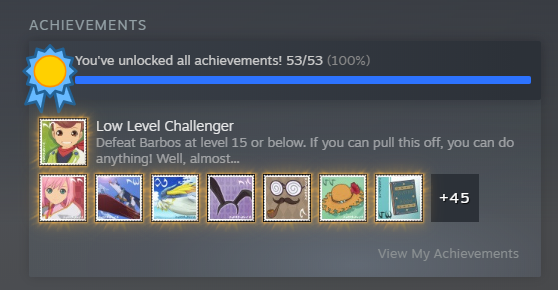 ACHIEVEMENTS
You've unlocked all achievements! 53/53 (100%)
Low Level Challenger
Defeat Barbos at level 15 or below. If you can pull this off, you can do
anything! Well, almost...
+45
View My Achievements